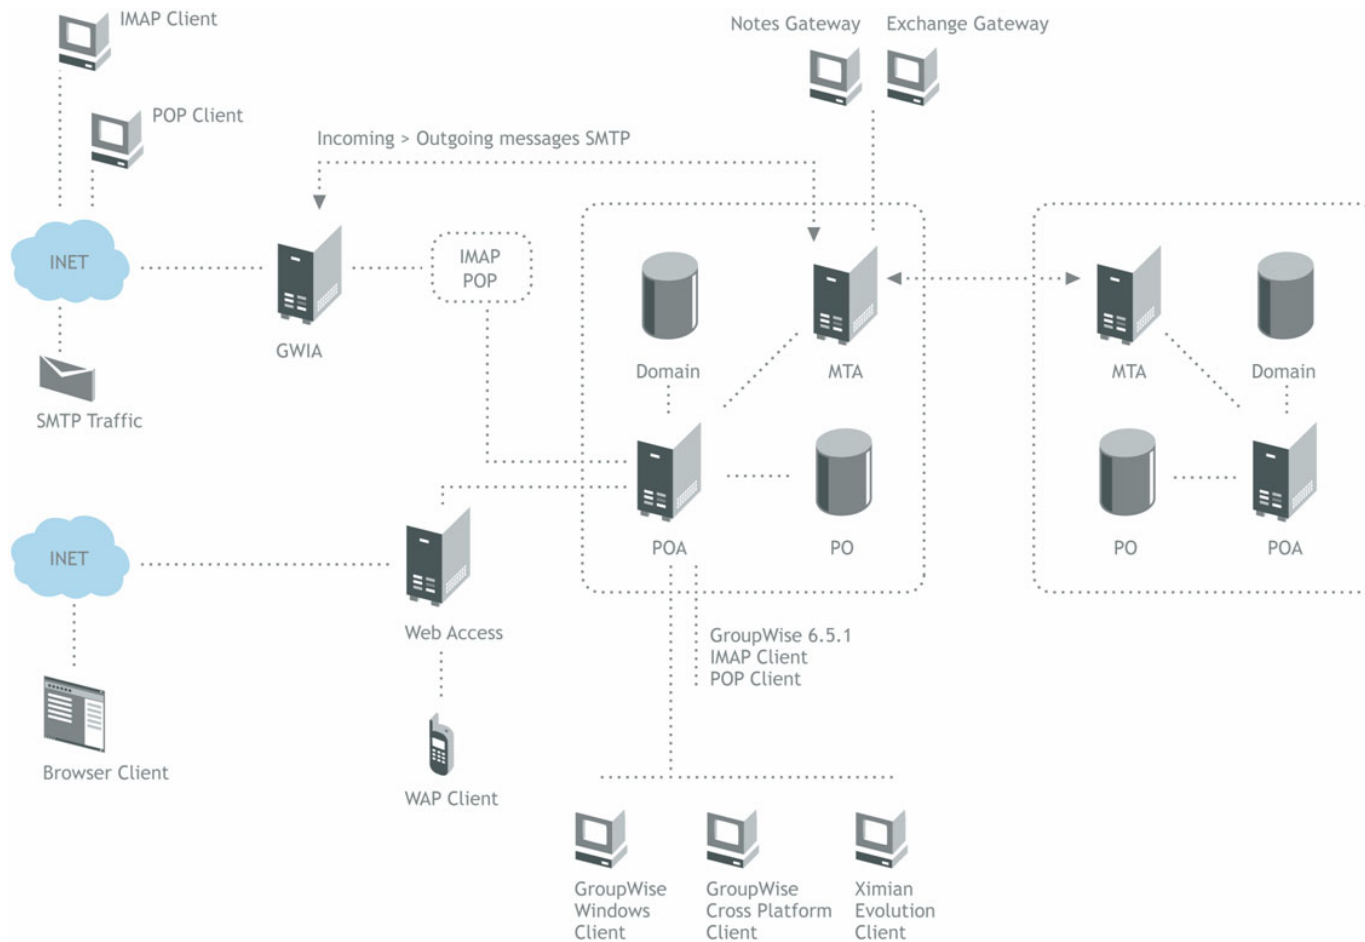 IMAP Client
Notes Gateway
Exchange Gateway
POP Client
Incoming > Outgoing messages SMTP
INET
IMAP
POP
GWIA
Domain
MTA
MTA
Domain
SMTP Traffic
POA
PO
PO
POA
INET
Web Access
GroupWise 6.5.1
IMAP Client
POP Client
Browser Client
WAP Client
GroupWise
Windows
Client
GroupWise
Cross Platform
Client
Ximian
Evolution
Client